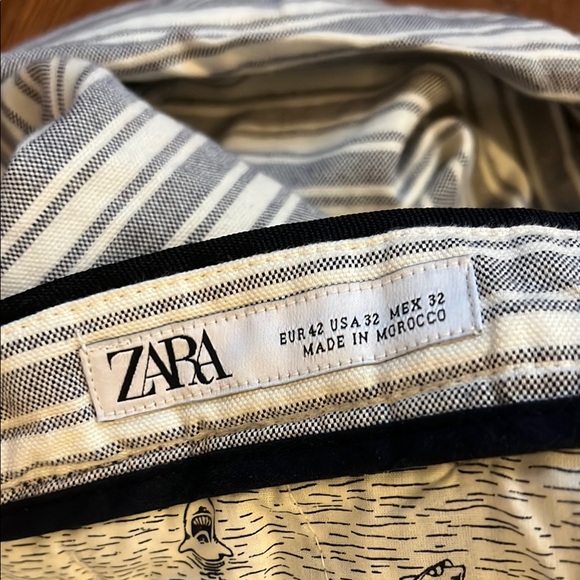 ZARA
EUR 42 USA 32 MEX 32
MADE IN MOROCCO